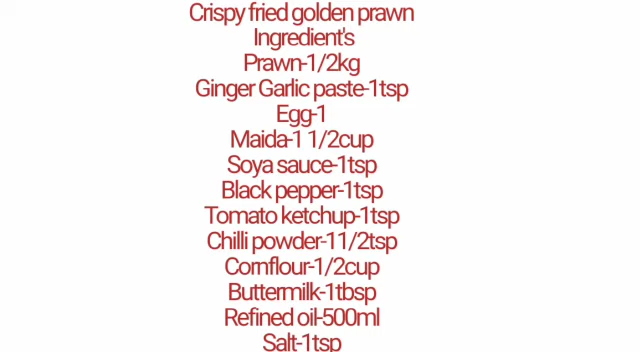 Crispy fried golden prawn
Ingredient's
Prawn-1/2kg
Ginger Garlic paste-1tsp
Egg-1
Maida-1 1/2cup
Soya sauce-1tsp
Black pepper-1tsp
Tomato ketchup-1tsp
Chilli powder-11/2tsp
Cornflour-1/2cup
Buttermilk-1tbsp
Refined oil-500ml
Salt-1tsp